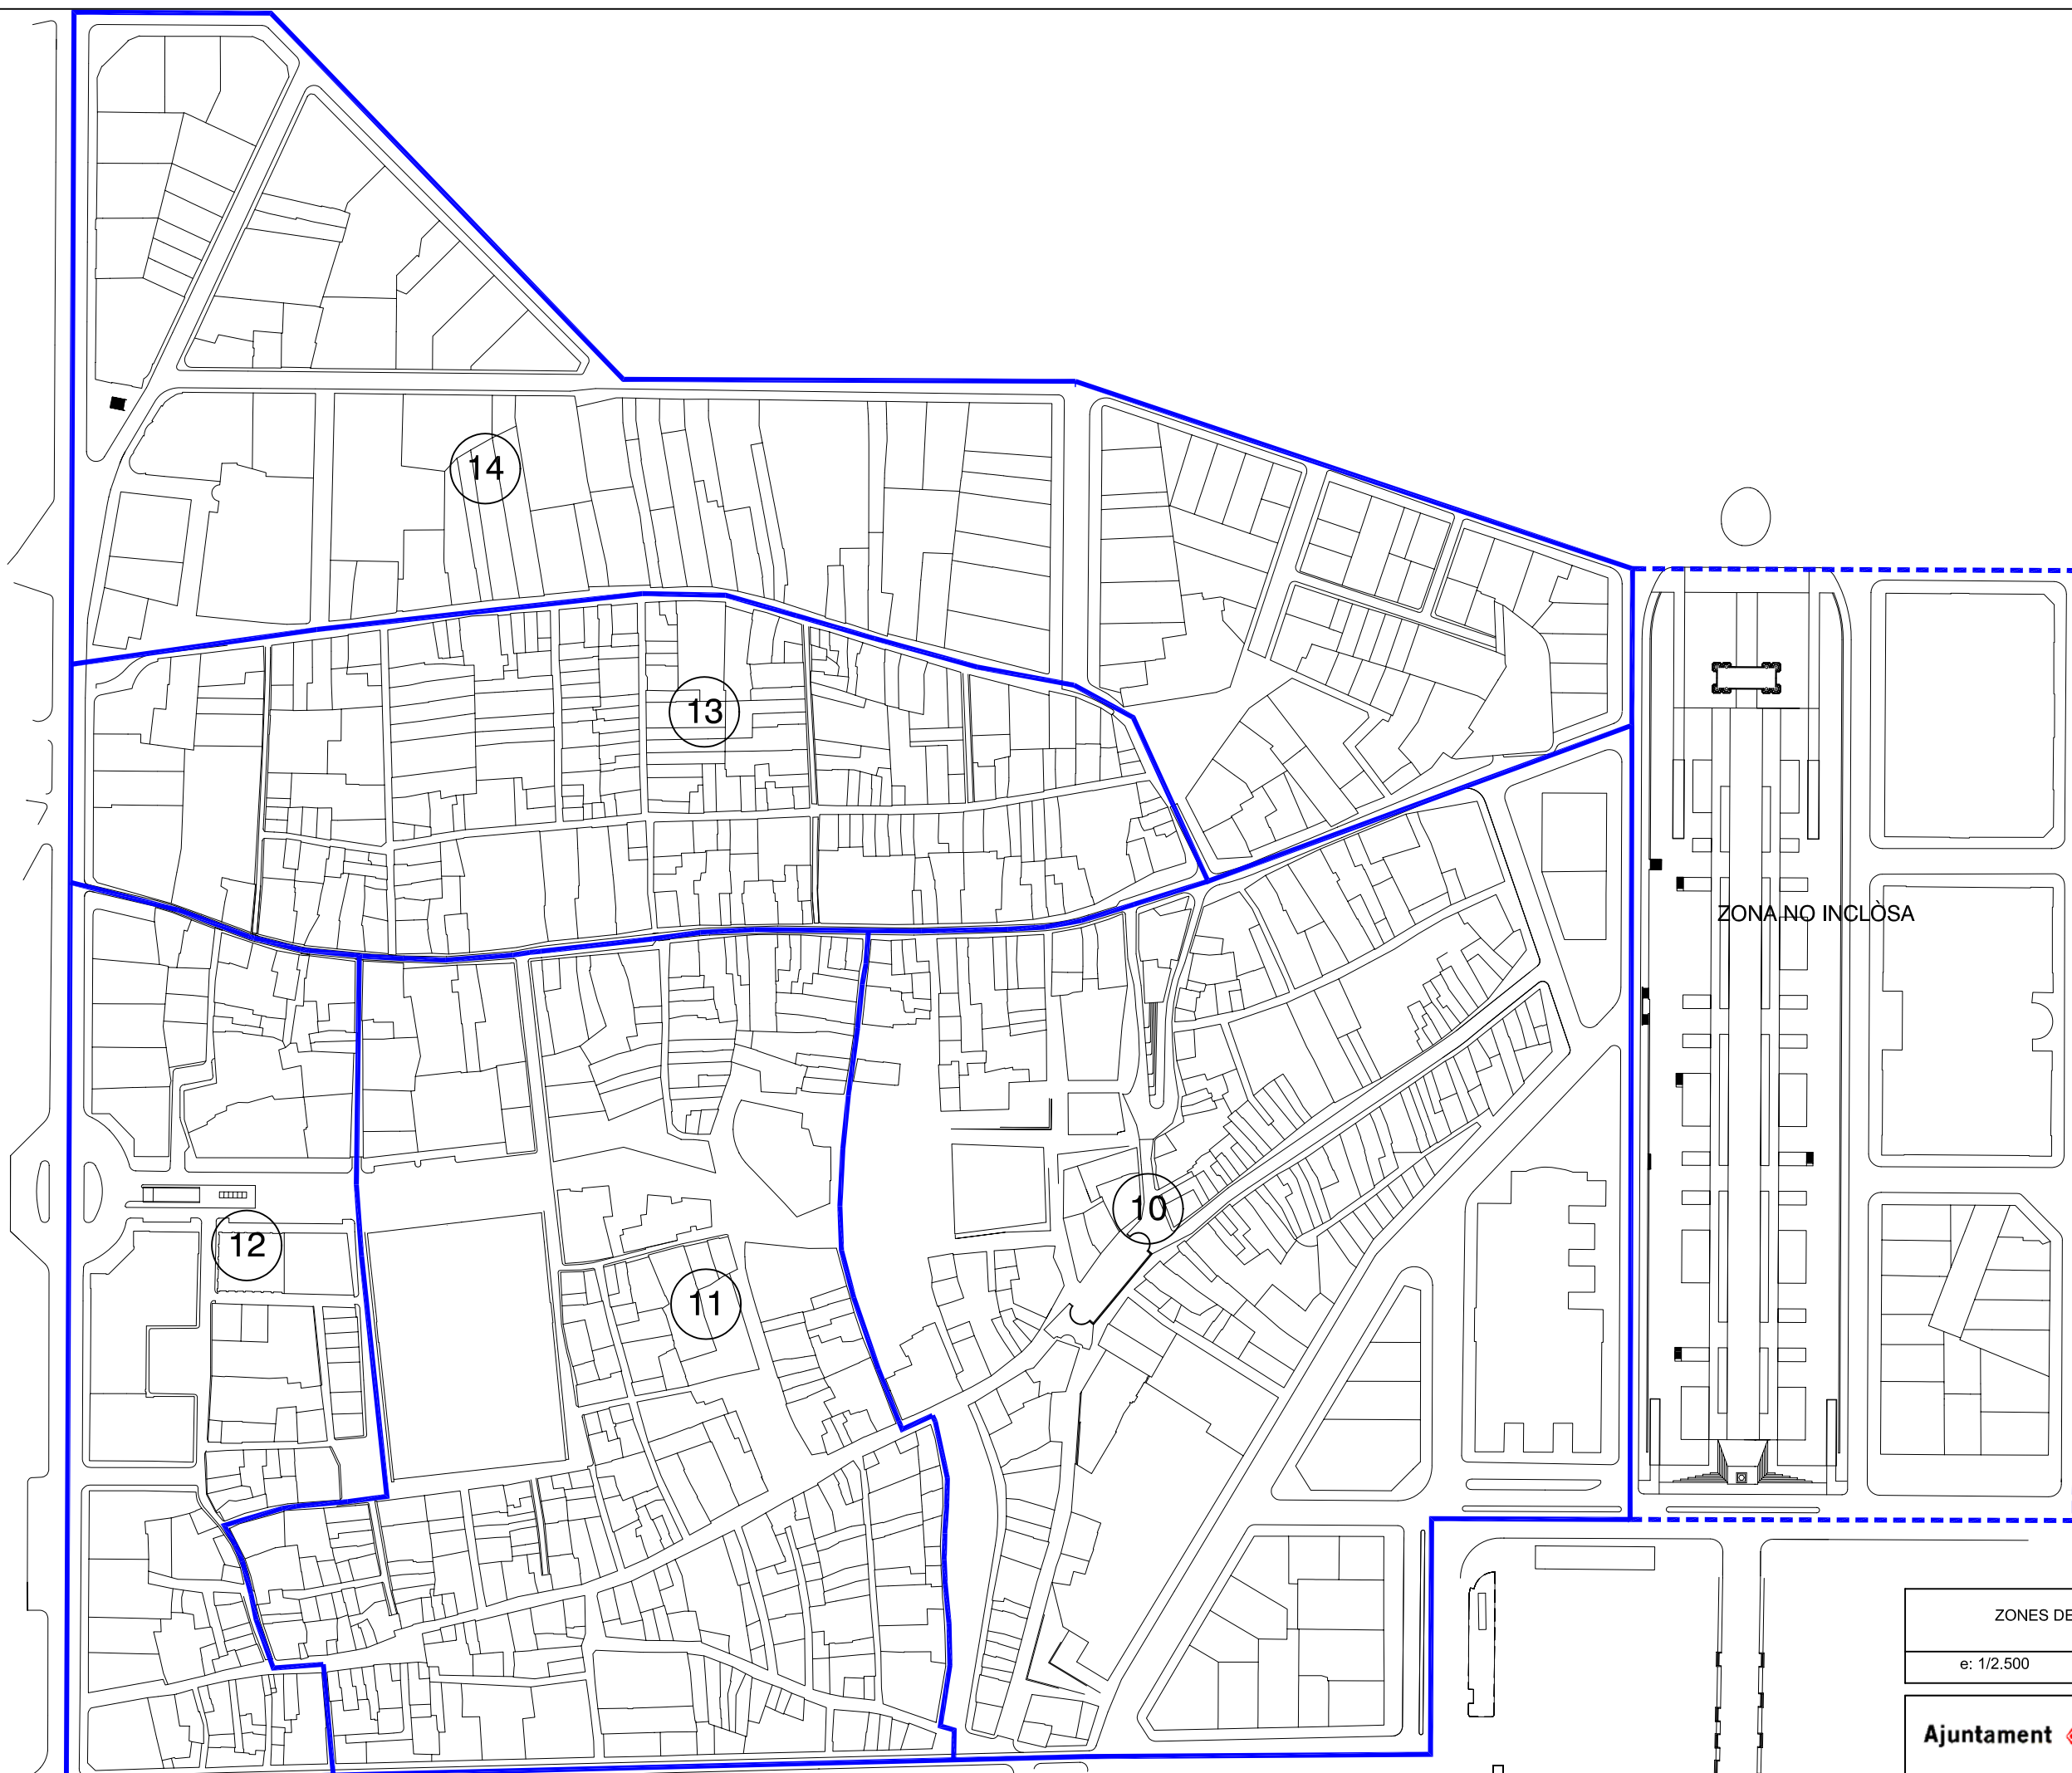 14
13
ZONA NO INCLÒSA
10
12
11
ZONES DE
e: 1/2.500
Ajuntament